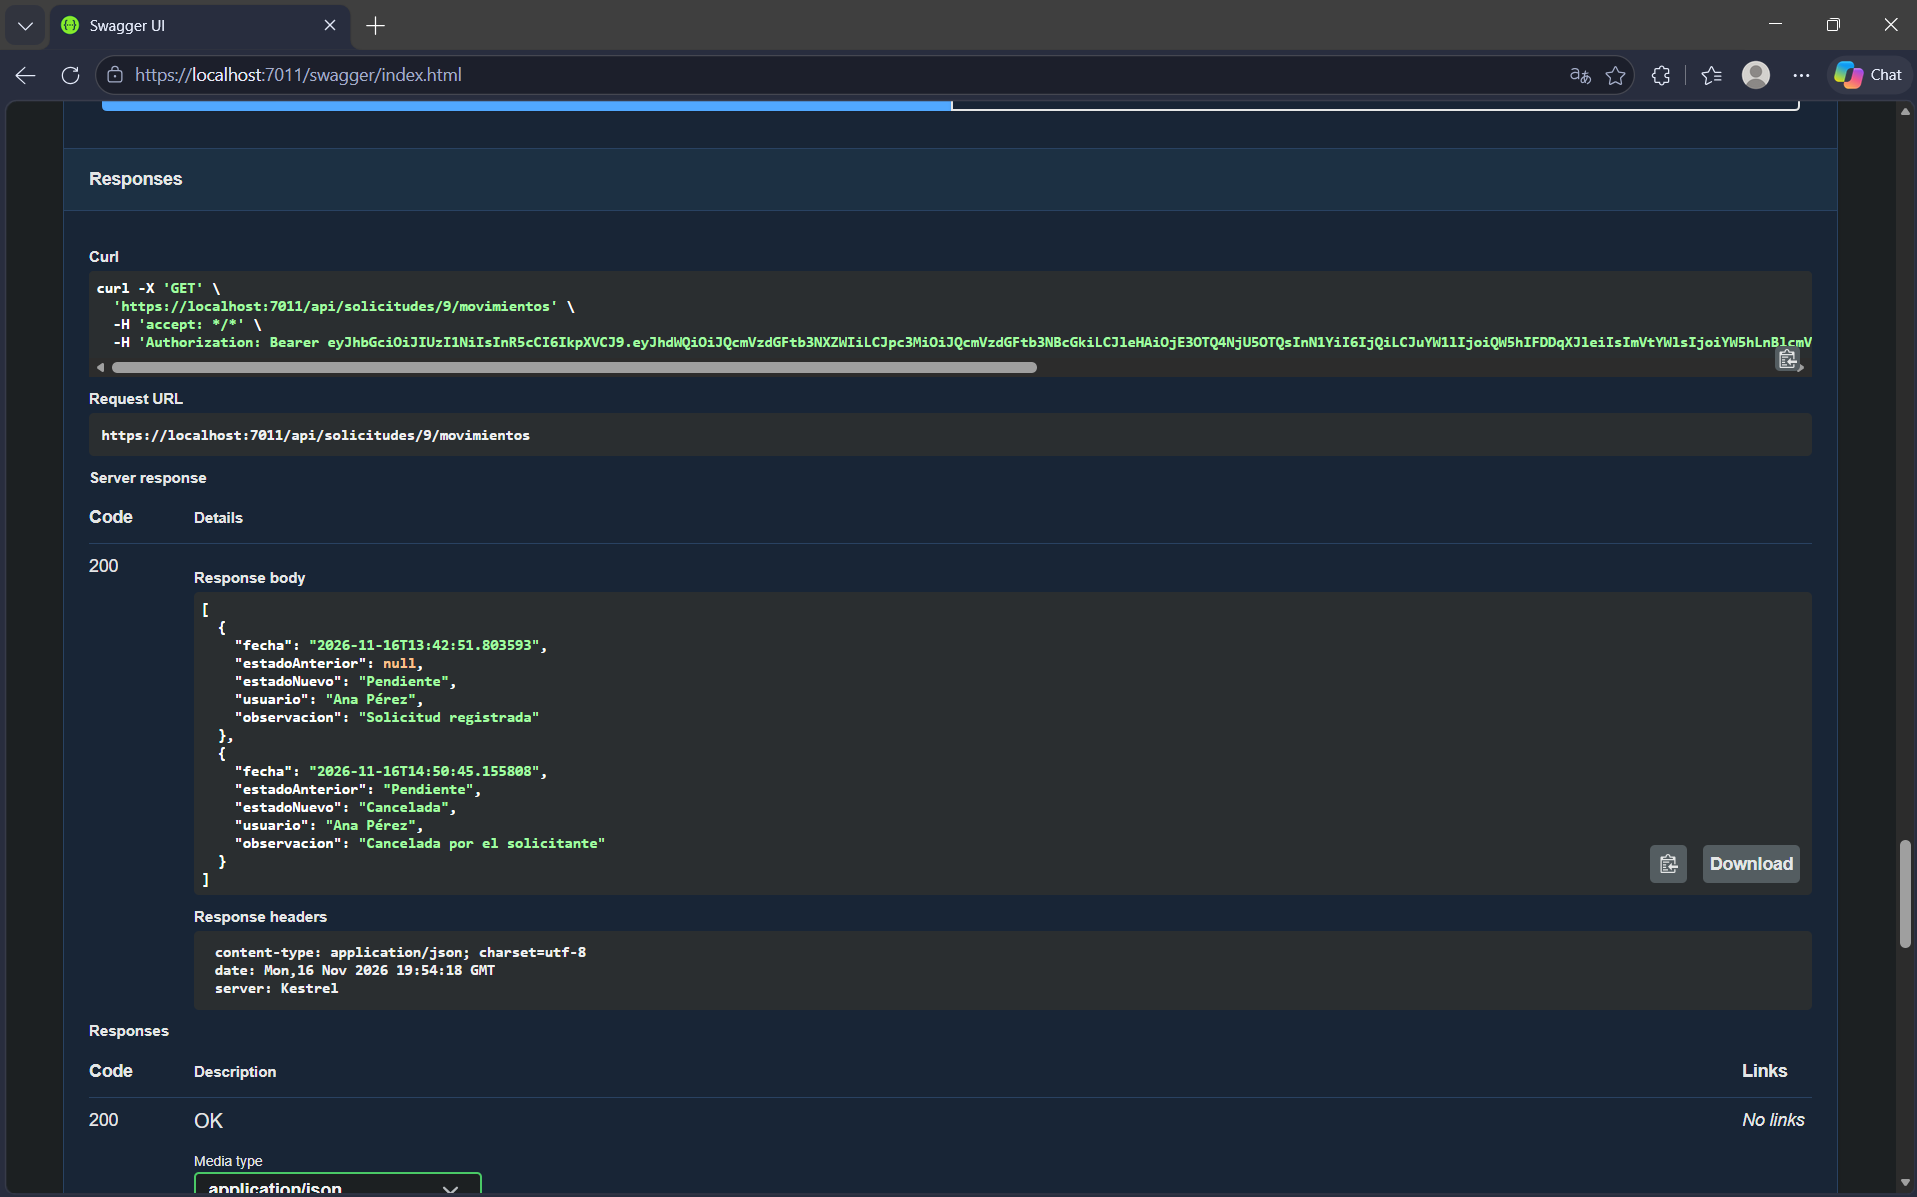 Swagger UI
https://localhost:7011/swagger/index.html
Chat
Responses
Curl
curl -X 'GET' \
'https://localhost:7011/api/solicitudes/9/movimientos' \
-H 'accept: */*' \
-H 'Authorization: Bearer
Request URL
https://localhost:7011/api/solicitudes/9/movimientos
Server response
Code Details
200
Response body
[
{
"fecha": "2026-11-16T13:42:51.803593",
"estadoAnterior": null,
"estadoNuevo": "Pendiente",
"usuario": "Ana Pérez",
"observacion": "Solicitud registrada"
},
{
"fecha": "2026-11-16T14:50:45.155808",
"estadoAnterior": "Pendiente",
"estadoNuevo": "Cancelada",
"usuario": "Ana Pérez",
"observacion": "Cancelada por el solicitante"
}
]
Download
Response headers
content-type: application/json; charset=utf-8
date: Mon,16 Nov 2026 19:54:18 GMT
server: Kestrel
Responses
Code Description Links
200 OK No links
Media type
application/json